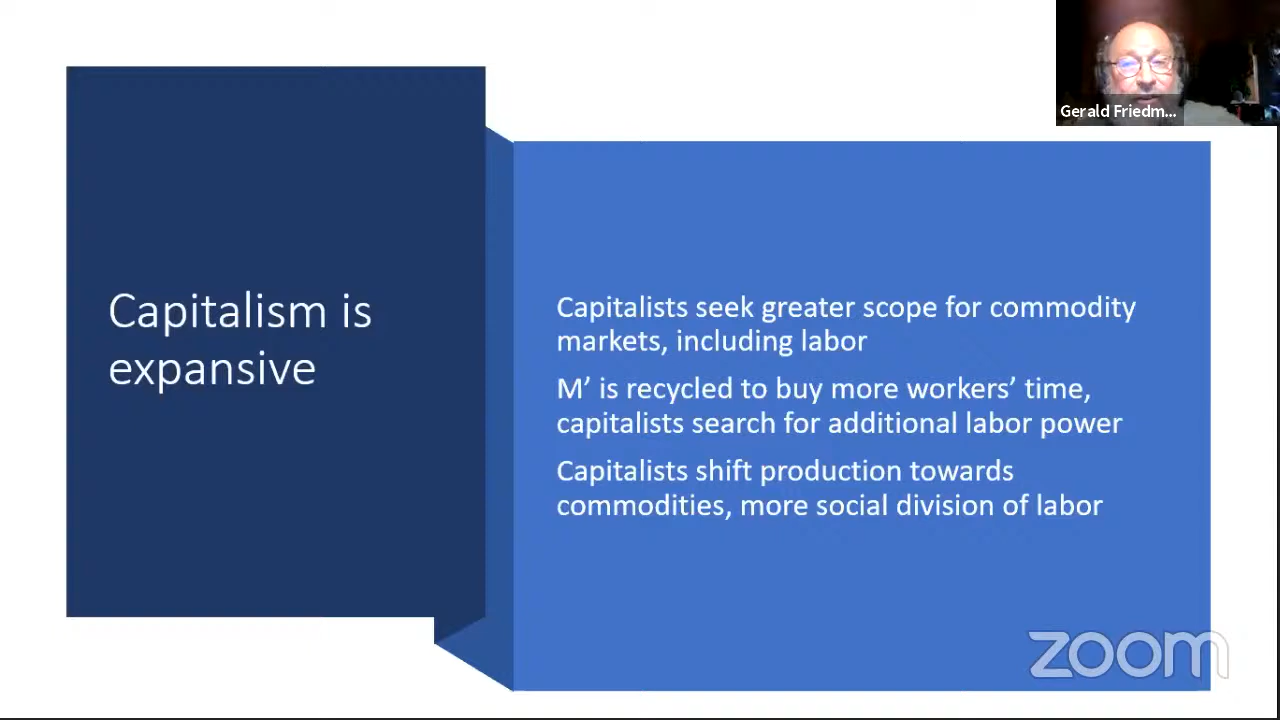 Gerald Friedm...
Capitalism is
expansive
Capitalists seek greater scope for commodity
markets, including labor
M’ is recycled to buy more workers’ time,
capitalists search for additional labor power
Capitalists shift production towards
commodities, more social division of labor
zoom